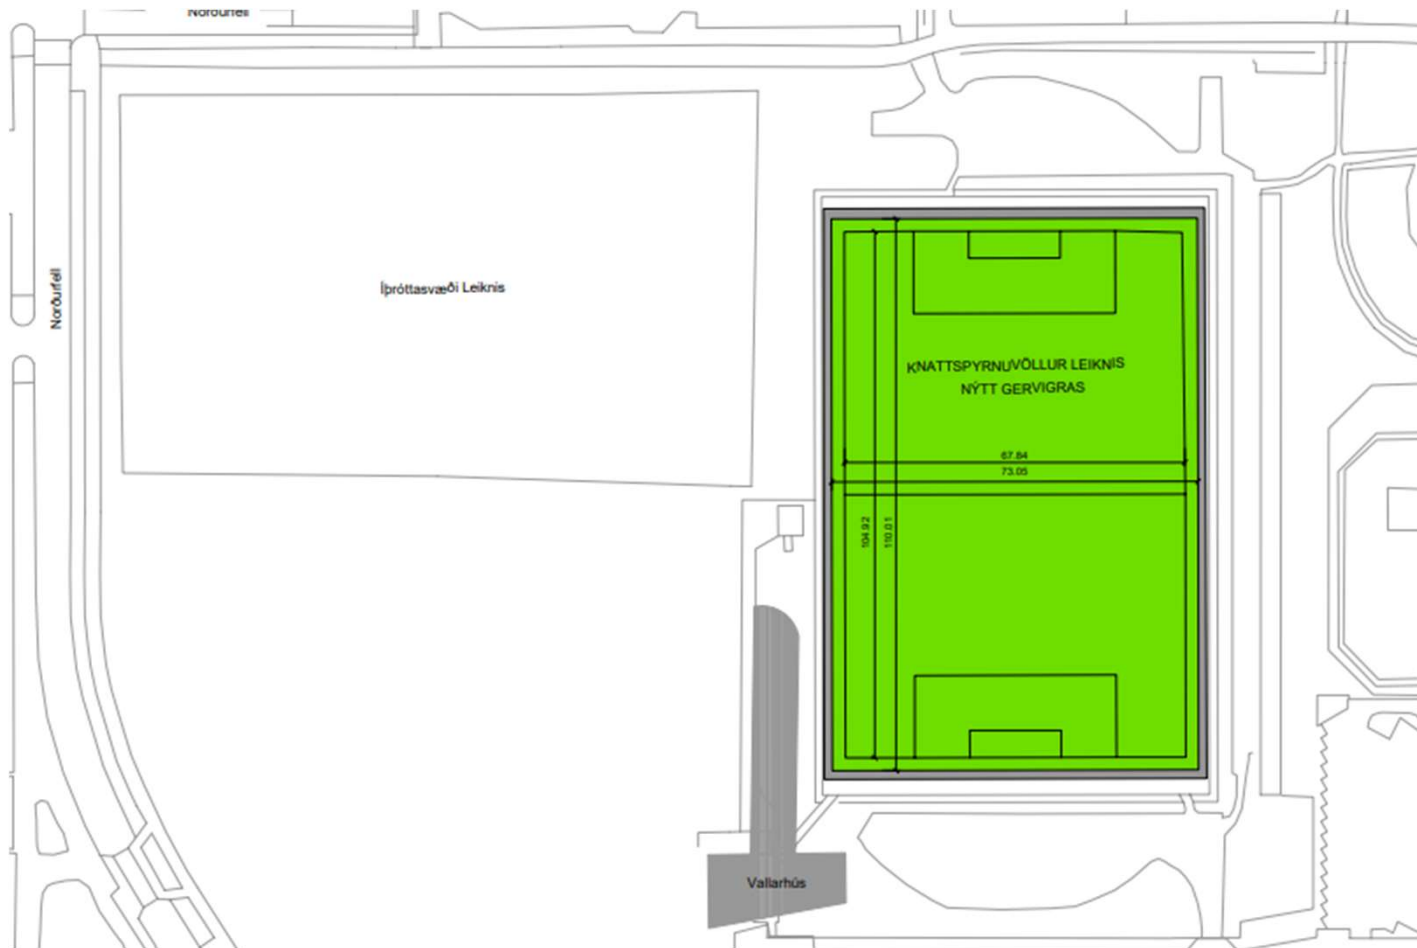 Norðurfell
Íþróttasvæði Leiknis
Norðurfell
KNATTSPYRNUVÖLLUR LEIKNIS
NÝTT GERVIGRAS
67.84
73.05
104.92
110.01
Vallarhús